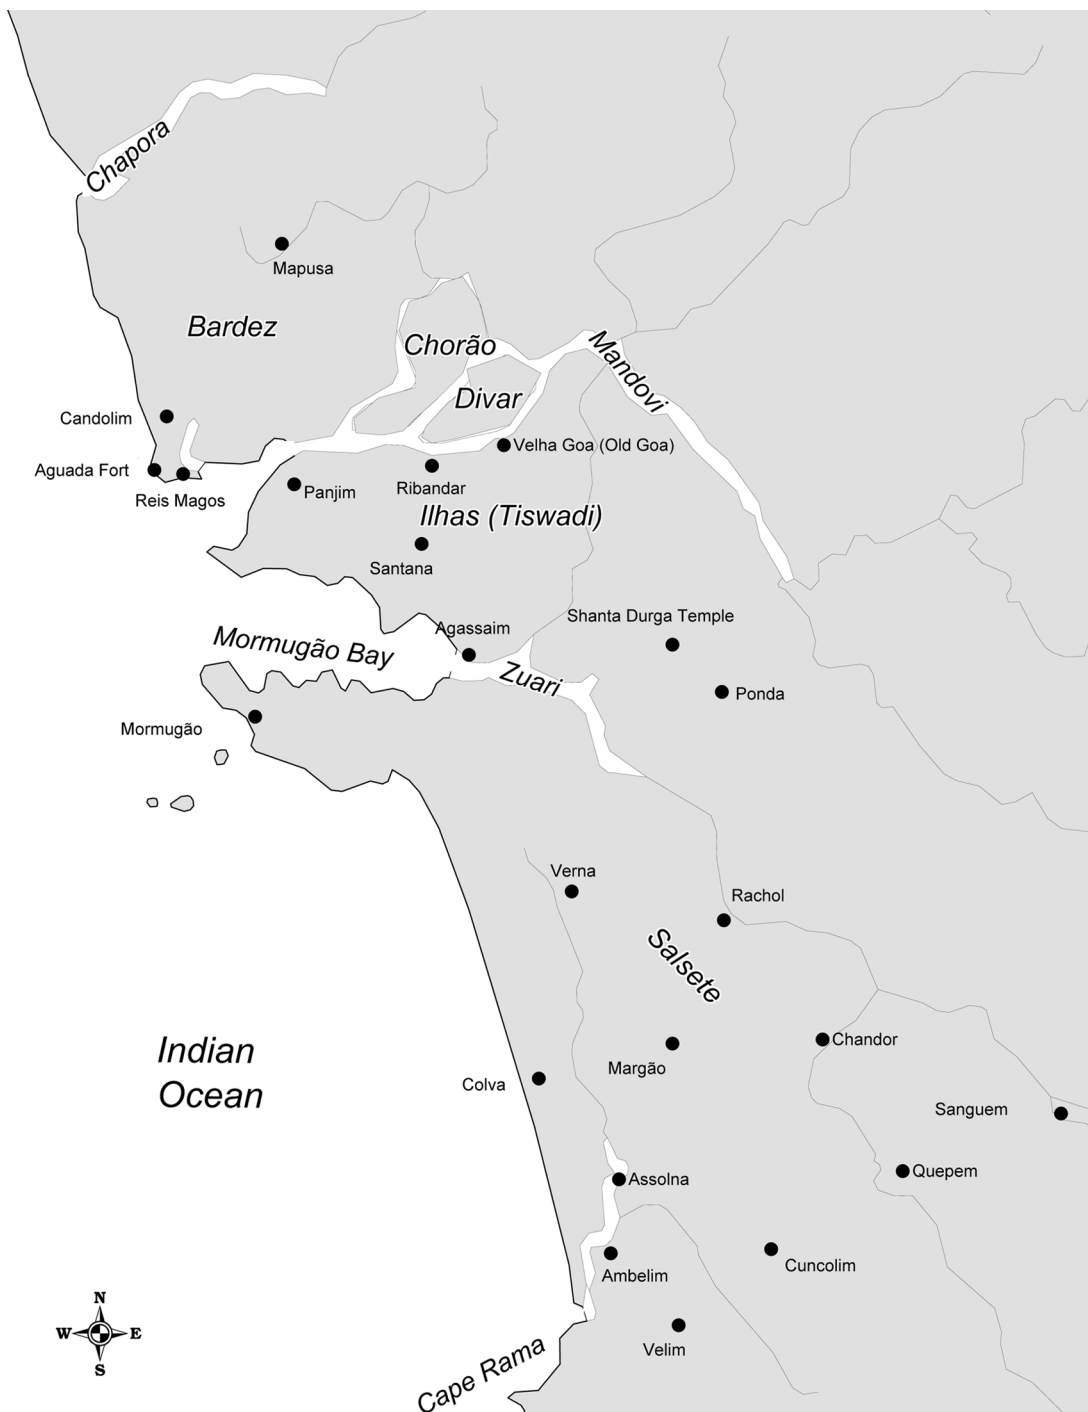 Chapora
Mapusa
Bardez
Chorão
Mandovi
Divar
Candolim
Velha Goa (Old Goa)
Aguada Fort
Reis Magos
Panjim
Ribandar
Ilhas (Tiswadi)
Santana
Shanta Durga Temple
Agassaim
Mormugão Bay
Zuari
Ponda
Mormugão
Verna
Rachol
Salsete
Indian
Ocean
Chandor
Margão
Colva
Sanguem
Quepem
Assolna
Cuncolim
Ambelim
N
W E
S
Velim
Cape Rama